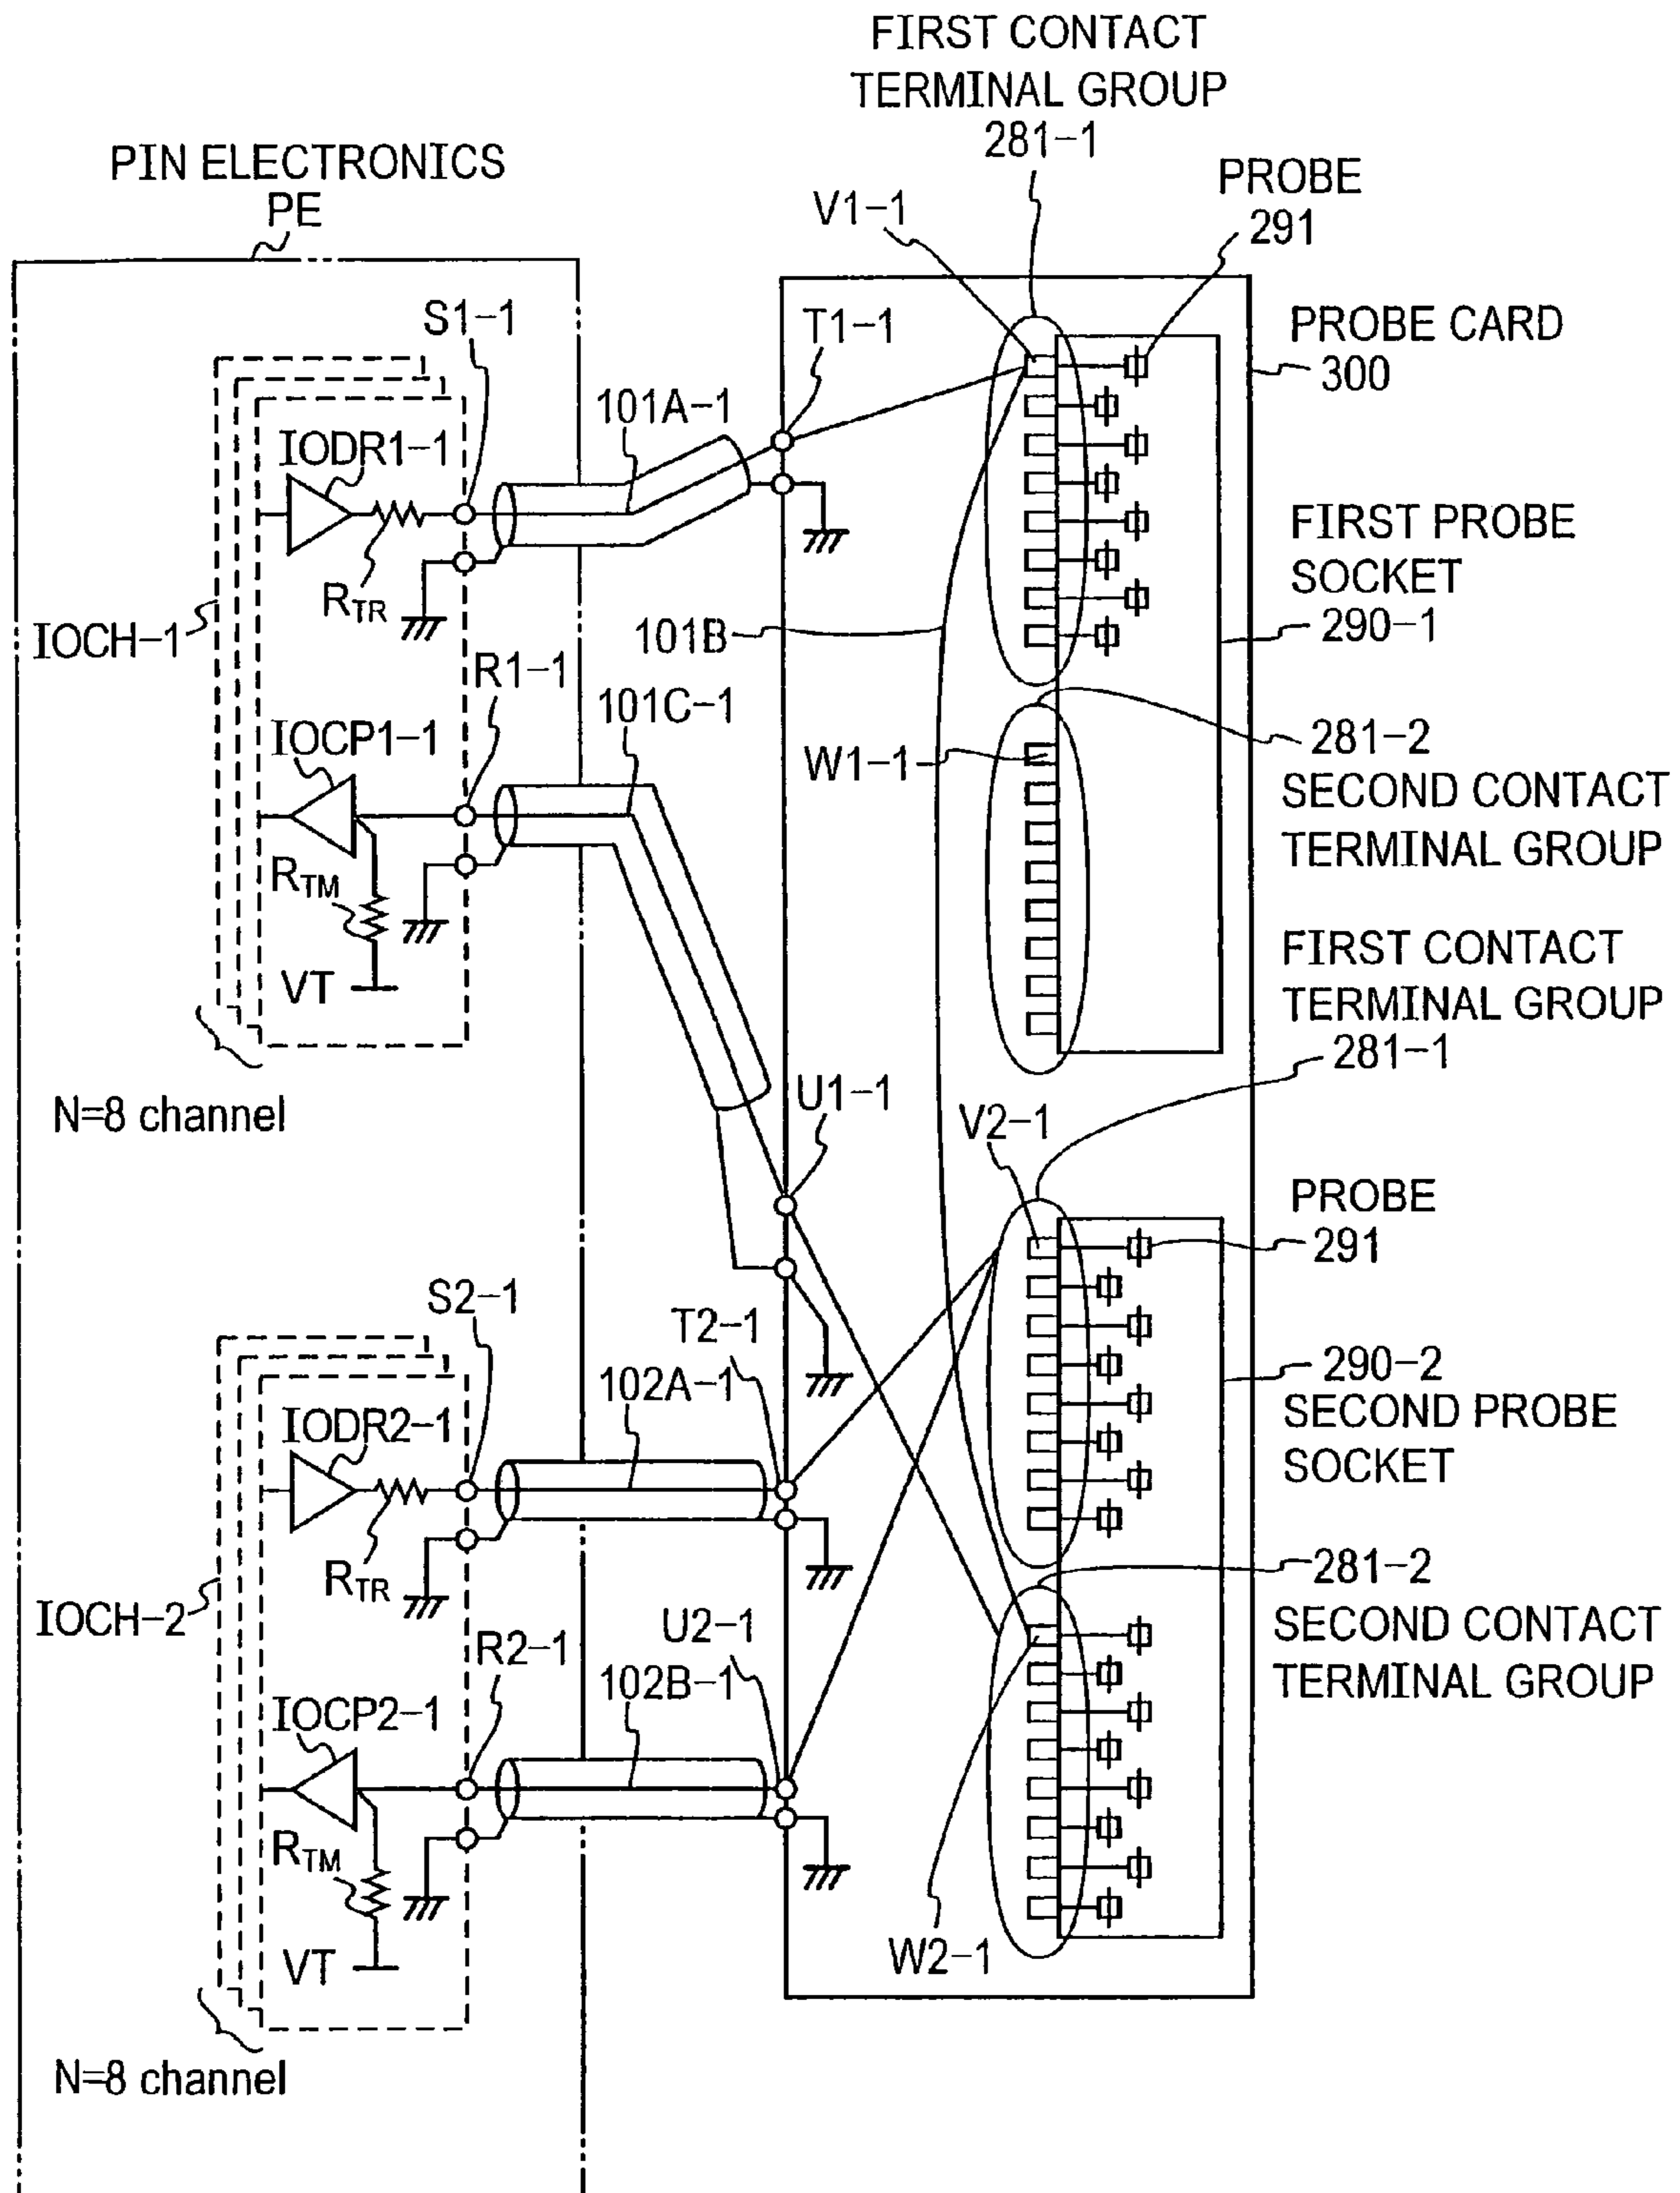 FIRST CONTACT
TERMINAL GROUP
281-1
PIN ELECTRONICS
PE
V1-1
PROBE
291
S1-1
T1-1
PROBE CARD
300
101A-1
IODR1-1
FIRST PROBE
SOCKET
290-1
RTR
IOCH-1
101B
R1-1
101C-1
IOCP1-1
W1-1
281-2
SECOND CONTACT
TERMINAL GROUP
RTM
FIRST CONTACT
TERMINAL GROUP
281-1
VT
N=8 channel
U1-1
V2-1
PROBE
291
S2-1
T2-1
102A-1
290-2
SECOND PROBE
SOCKET
IODR2-1
RTR
281-2
SECOND CONTACT
TERMINAL GROUP
IOCH-2
U2-1
R2-1
102B-1
IOCP2-1
RTM
W2-1
VT
N=8 channel